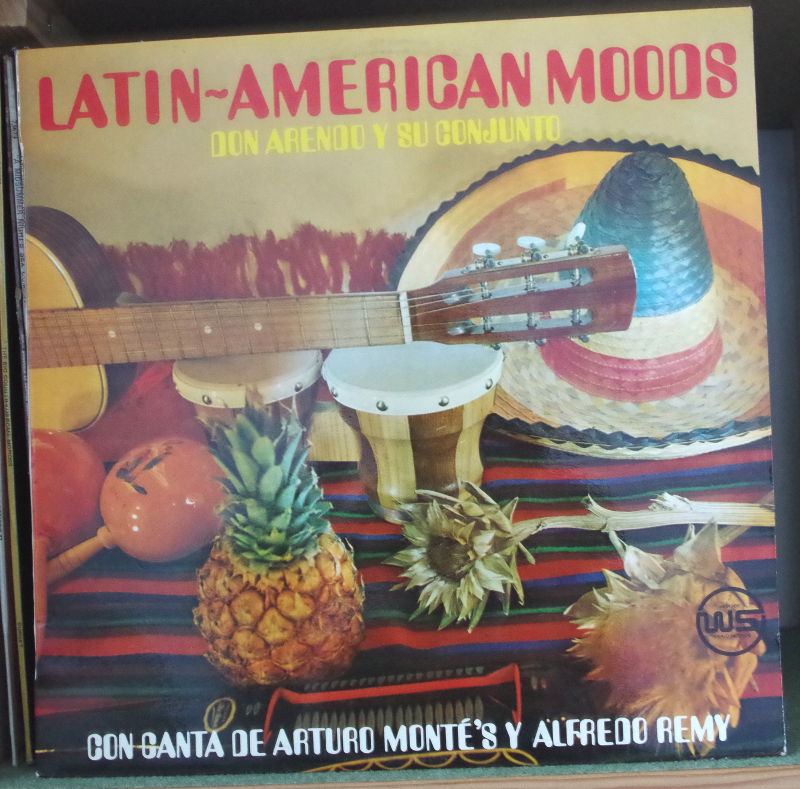 LATIN~AMERICAN MOODS
DON ARENDO Y SU CONJUNTO
WS
CON CANTA DE ARTURO MONTÉ'S Y ALFREDO REMY